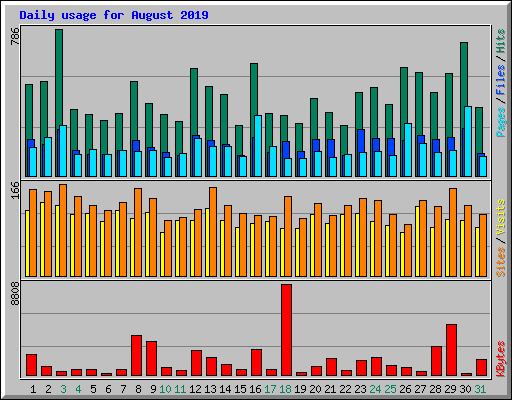 Daily usage for August 2019
786
Pages / Files / Hits
166
Sites / Visits
8808
KBytes
1 2 3 4 5 6 7 8 9 10 11 12 13 14 15 16 17 18 19 20 21 22 23 24 25 26 27 28 29 30 31